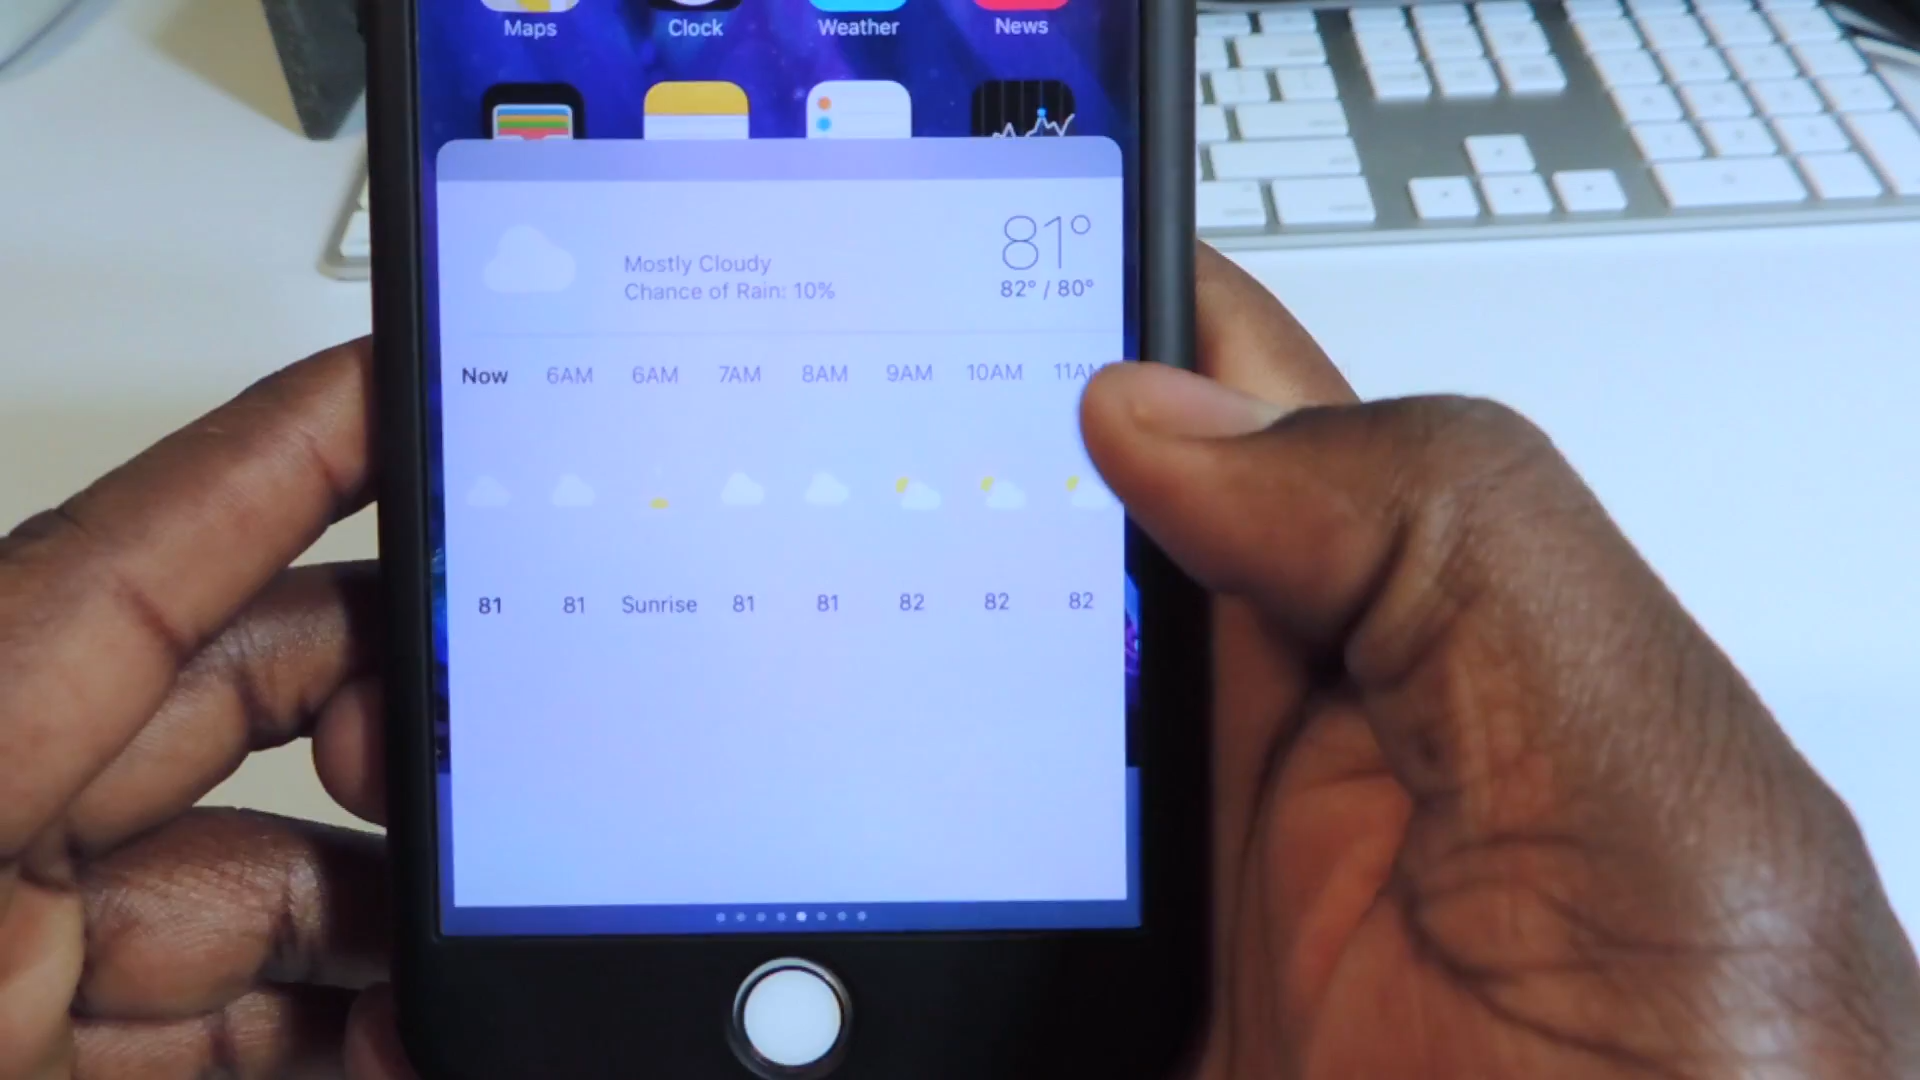 Maps Clock Weather News
81°
Mostly Cloudy
Chance of Rain: 10% 82° / 80°
Now 6AM 6AM 7AM 8AM 9AM 10AM 11AM
81 81 Sunrise 81 81 82 82 82